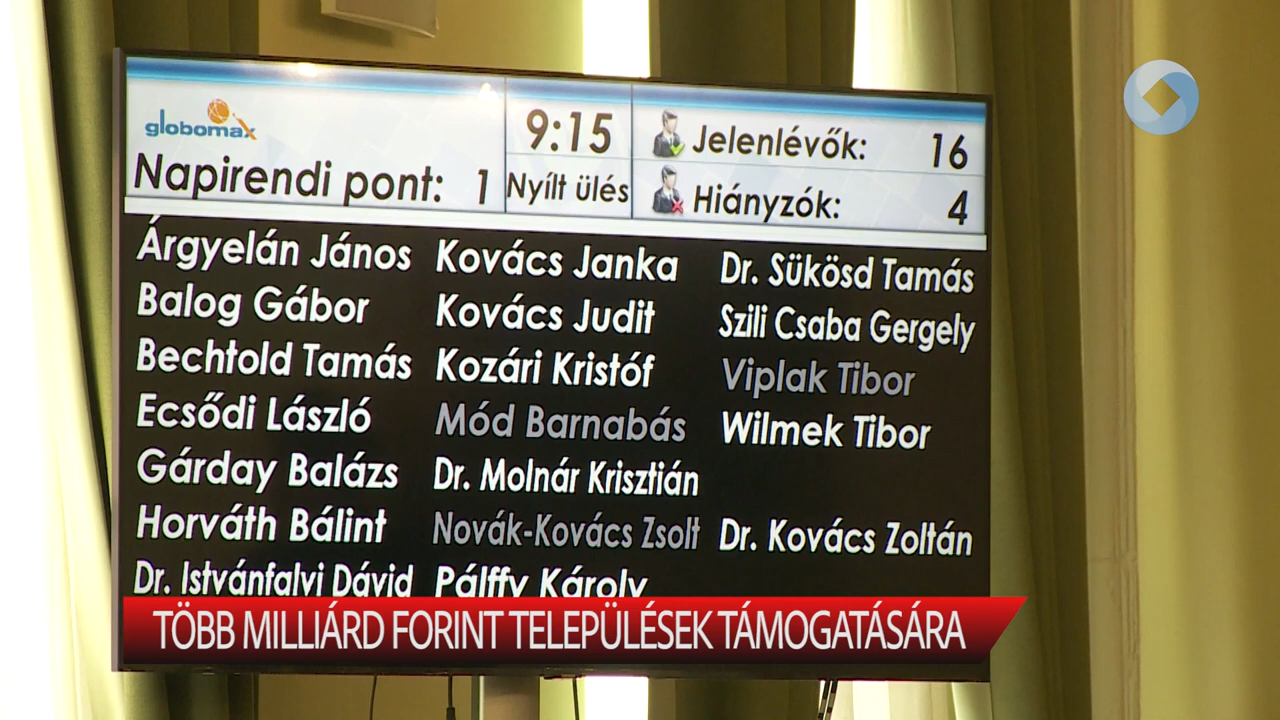 globomax
Napirendi pont: 1
9:15
Nyílt ülés
Jelenlévők: 16
Hiányzók: 4
Árgyelán János
Balog Gábor
Bechtold Tamás
Ecsődi László
Gárday Balázs
Horváth Bálint
Dr. Istvánfalvi Dávid
Kovács Janka
Kovács Judit
Kozári Kristóf
Mód Barnabás
Dr. Molnár Krisztián
Novák-Kovács Zsolt
Pálffy Károly
Dr. Sükösd Tamás
Szili Csaba Gergely
Viplak Tibor
Wilmek Tibor
Dr. Kovács Zoltán
TÖBB MILLIÁRD FORINT TELEPÜLÉSEK TÁMOGATÁSÁRA